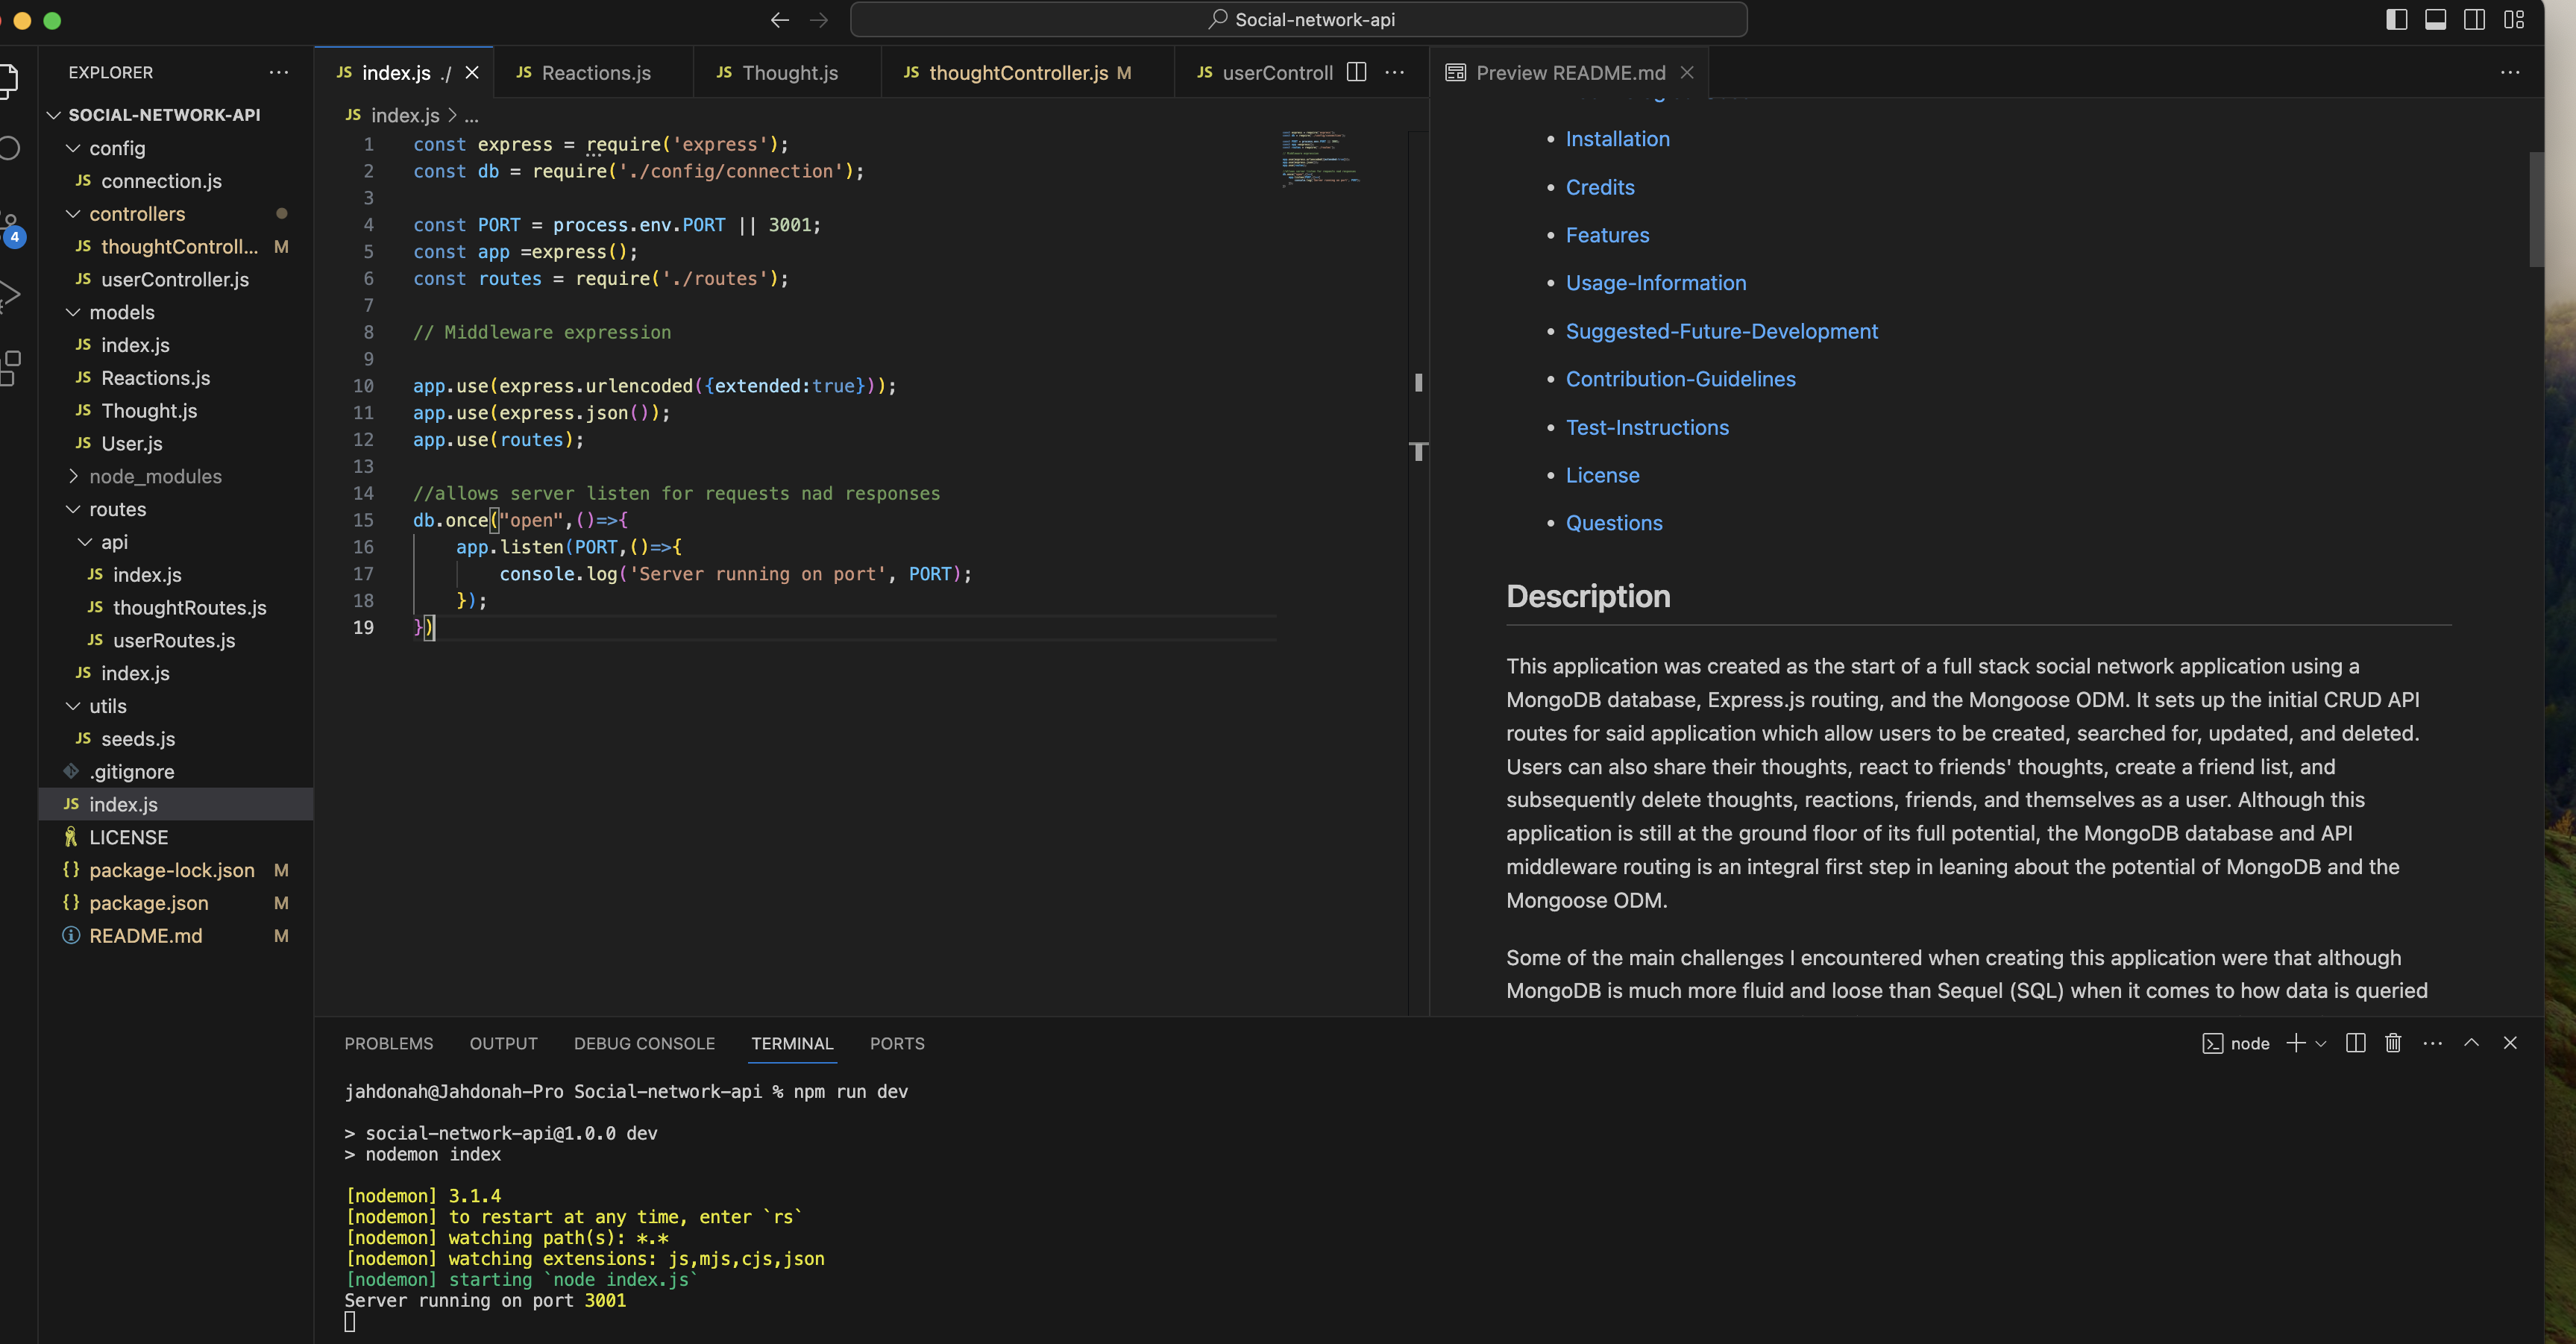 Social-network-api
EXPLORER
SOCIAL-NETWORK-API
config
JS connection.js
controllers
JS thoughtControll... M
JS userController.js
models
JS index.js
JS Reactions.js
JS Thought.js
JS User.js
node_modules
routes
api
JS index.js
JS thoughtRoutes.js
JS userRoutes.js
JS index.js
utils
JS seeds.js
.gitignore
JS index.js
LICENSE
{} package-lock.json M
{} package.json M
README.md M
4
JS index.js ./
JS Reactions.js
JS Thought.js
JS thoughtController.js M
JS userControll
JS index.js > ...
1 const express = require('express');
2 const db = require('./config/connection');
3
4 const PORT = process.env.PORT || 3001;
5 const app =express();
6 const routes = require('./routes');
7
8 // Middleware expression
9
10 app.use(express.urlencoded({extended:true}));
11 app.use(express.json());
12 app.use(routes);
13
14 //allows server listen for requests nad responses
15 db.once("open",()=>{
16 app.listen(PORT,()=>{
17 console.log('Server running on port', PORT);
18 });
19 })
Preview README.md
• Installation
• Credits
• Features
• Usage-Information
• Suggested-Future-Development
• Contribution-Guidelines
• Test-Instructions
• License
• Questions
Description
This application was created as the start of a full stack social network application using a
MongoDB database, Express.js routing, and the Mongoose ODM. It sets up the initial CRUD API
routes for said application which allow users to be created, searched for, updated, and deleted.
Users can also share their thoughts, react to friends' thoughts, create a friend list, and
subsequently delete thoughts, reactions, friends, and themselves as a user. Although this
application is still at the ground floor of its full potential, the MongoDB database and API
middleware routing is an integral first step in leaning about the potential of MongoDB and the
Mongoose ODM.
Some of the main challenges I encountered when creating this application were that although
MongoDB is much more fluid and loose than Sequel (SQL) when it comes to how data is queried
PROBLEMS OUTPUT DEBUG CONSOLE TERMINAL PORTS
node
jahdonah@Jahdonah-Pro Social-network-api % npm run dev
> social-network-api@1.0.0 dev
> nodemon index
[nodemon] 3.1.4
[nodemon] to restart at any time, enter `rs`
[nodemon] watching path(s): *.*
[nodemon] watching extensions: js,mjs,cjs,json
[nodemon] starting `node index.js`
Server running on port 3001